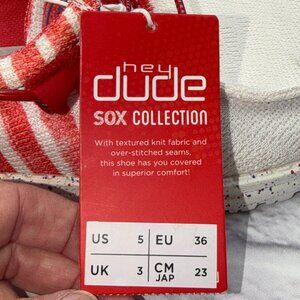 hey
dude
SOX COLLECTION
With textured knit fabric and
over-stitched seams,
this shoe has you covered
in superior comfort!
US 5 EU 36
UK 3 CM JAP 23